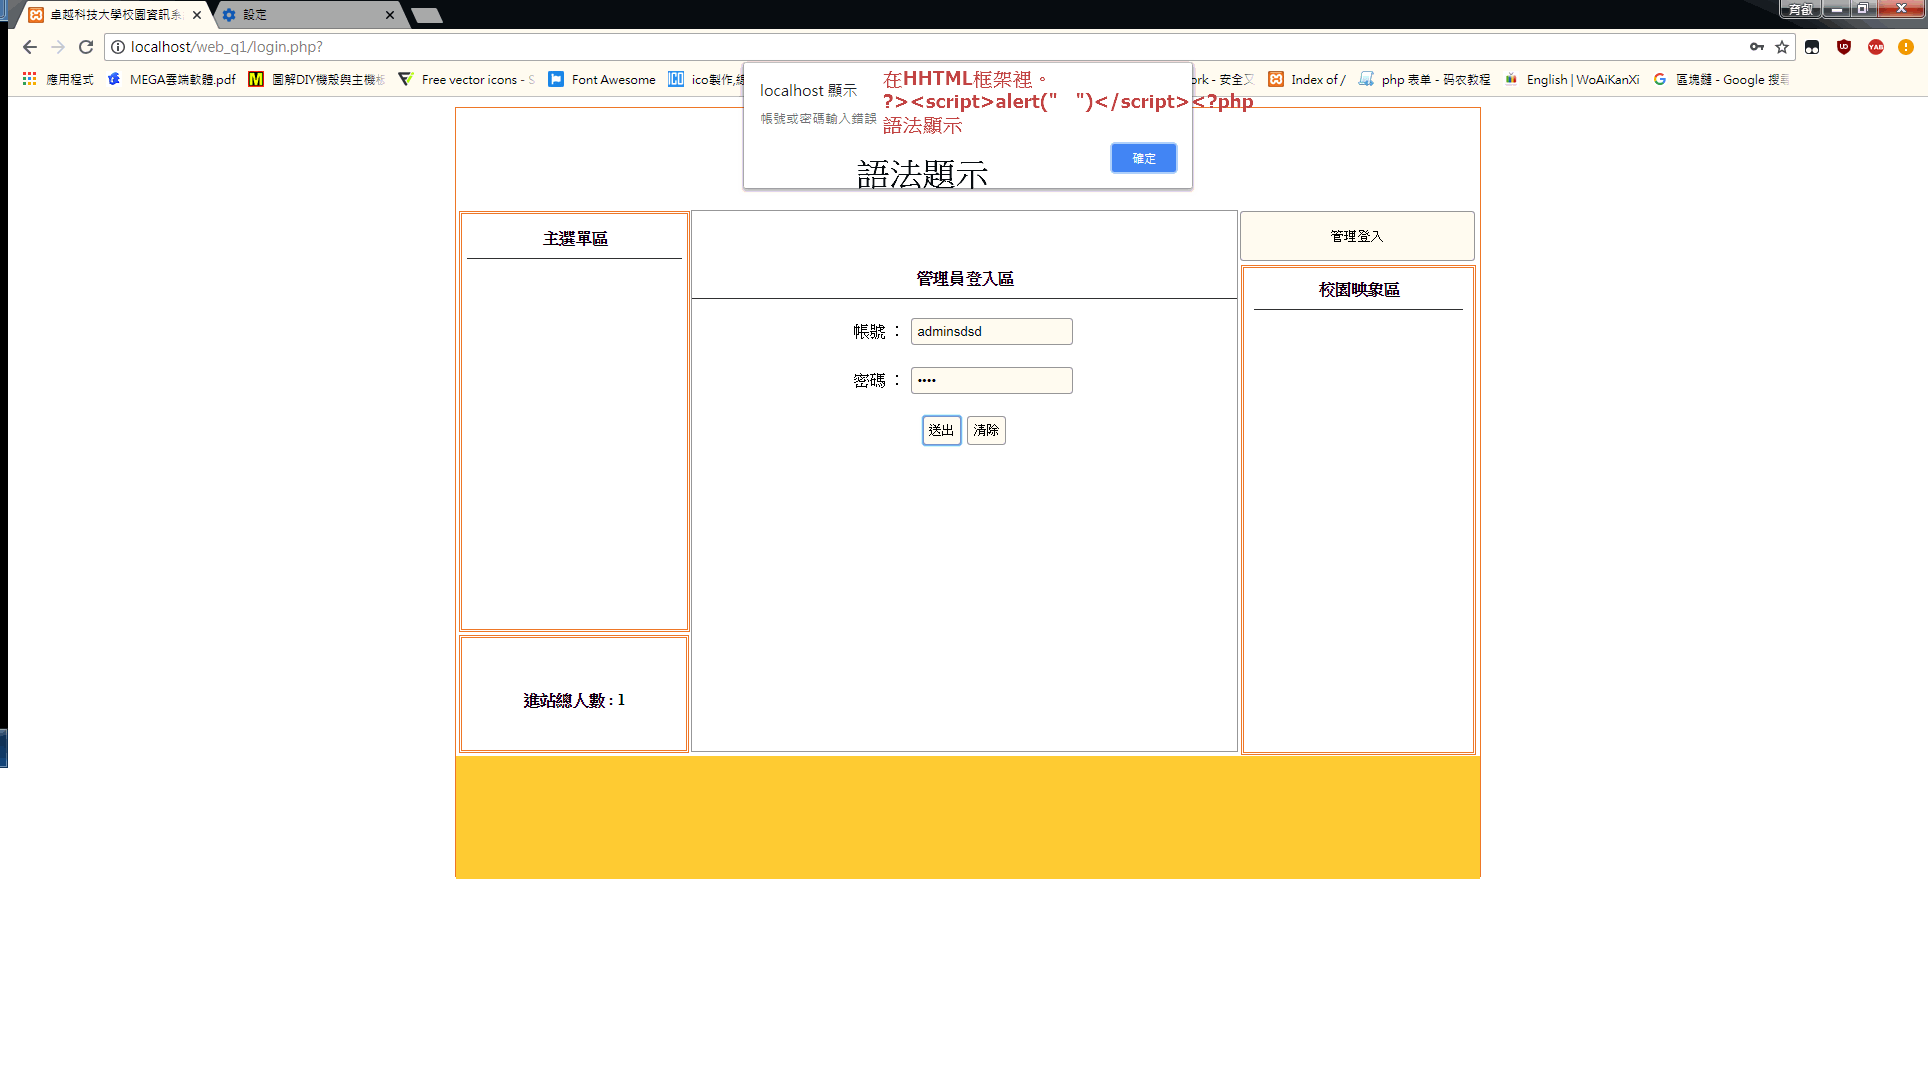 卓越科技大學校園資訊系
設定
育叡
localhost/web_q1/login.php?
應用程式
MEGA雲端軟體.pdf
圖解DIY機殼與主機板
Free vector icons - S
Font Awesome
ico製作,線
ork - 安全又
Index of /
php 表单 - 码农教程
English | WoAiKanXi
區塊鏈 - Google 搜尋
localhost 顯示
帳號或密碼輸入錯誤
在HHTML框架裡。
?><script>alert("   ")</script><?php
語法顯示
確定
語法題示
主選單區
管理員登入區
帳號 ：
adminsdsd
密碼 ：
••••
送出
清除
管理登入
校園映象區
進站總人數 : 1